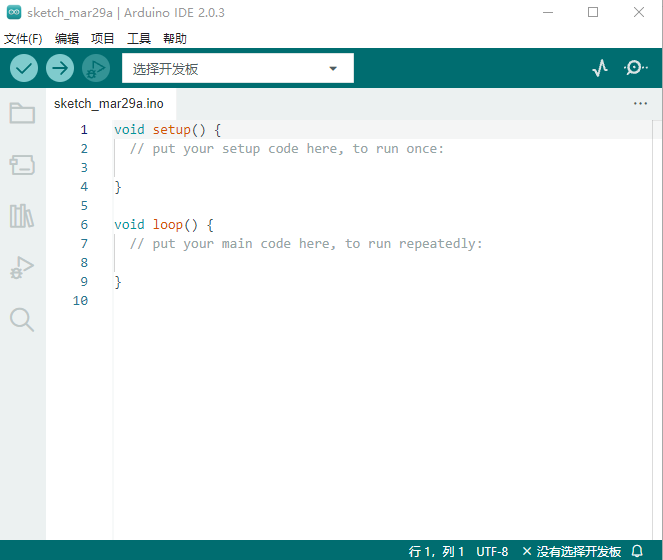 sketch_mar29a | Arduino IDE 2.0.3
文件(F) 编辑 项目 工具 帮助
选择开发板
sketch_mar29a.ino
1 void setup() {
2 // put your setup code here, to run once:
3
4 }
5
6 void loop() {
7 // put your main code here, to run repeatedly:
8
9 }
10
行 1，列 1 UTF-8 × 没有选择开发板